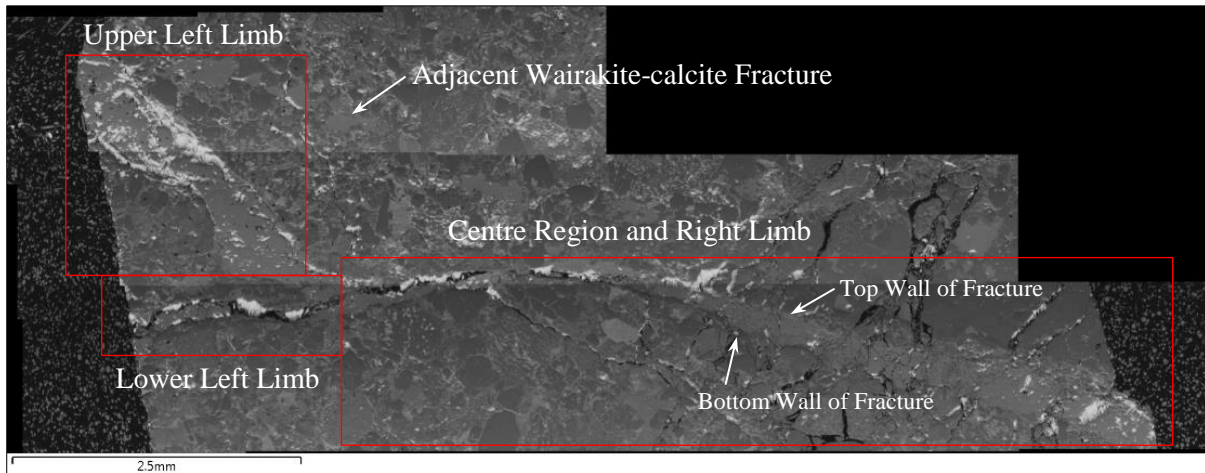 Upper Left Limb
Adjacent Wairakite-calcite Fracture
Centre Region and Right Limb
Top Wall of Fracture
Lower Left Limb
Bottom Wall of Fracture
2.5mm